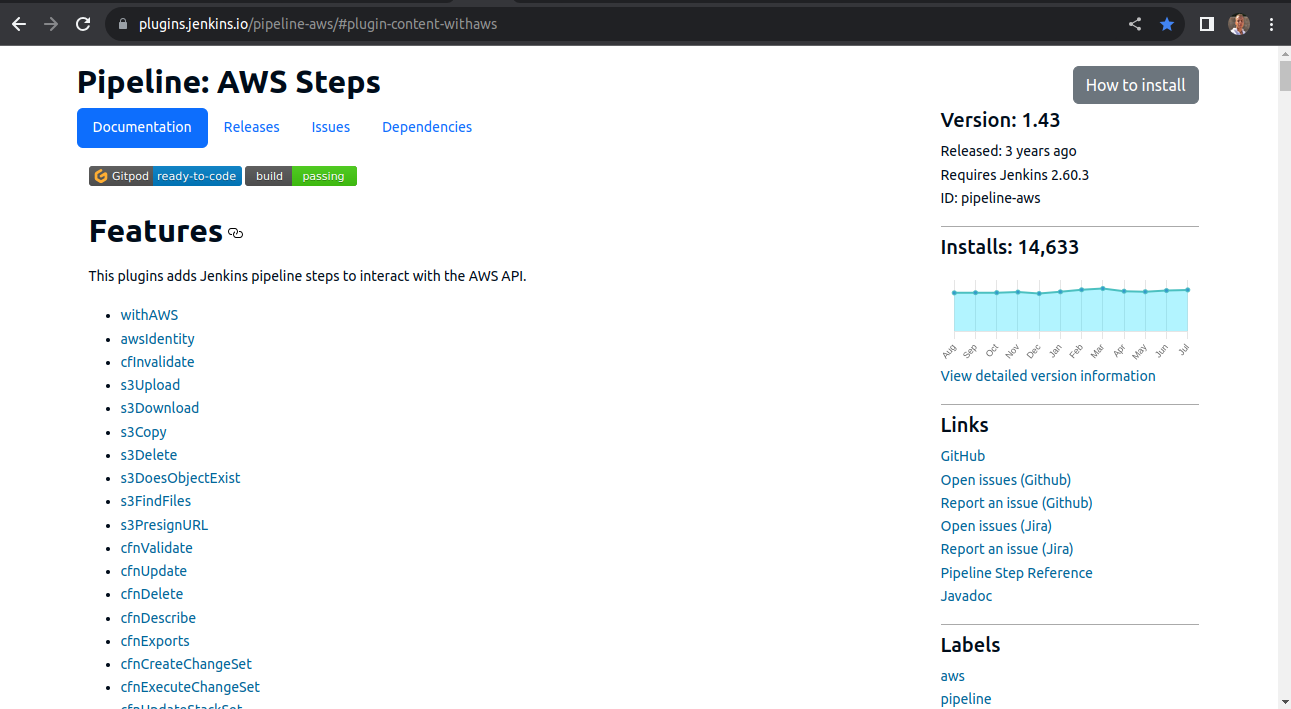 plugins.jenkins.io/pipeline-aws/#plugin-content-withaws
Pipeline: AWS Steps
How to install
Documentation Releases Issues Dependencies
Gitpod ready-to-code build passing
Features
This plugins adds Jenkins pipeline steps to interact with the AWS API.
withAWS
awsIdentity
cfInvalidate
s3Upload
s3Download
s3Copy
s3Delete
s3DoesObjectExist
s3FindFiles
s3PresignURL
cfnValidate
cfnUpdate
cfnDelete
cfnDescribe
cfnExports
cfnCreateChangeSet
cfnExecuteChangeSet
cfnUpdateStackSet
Version: 1.43
Released: 3 years ago
Requires Jenkins 2.60.3
ID: pipeline-aws
Installs: 14,633
Aug Sep Oct Nov Dec Jan Feb Mar Apr May Jun Jul
View detailed version information
Links
GitHub
Open issues (Github)
Report an issue (Github)
Open issues (Jira)
Report an issue (Jira)
Pipeline Step Reference
Javadoc
Labels
aws
pipeline